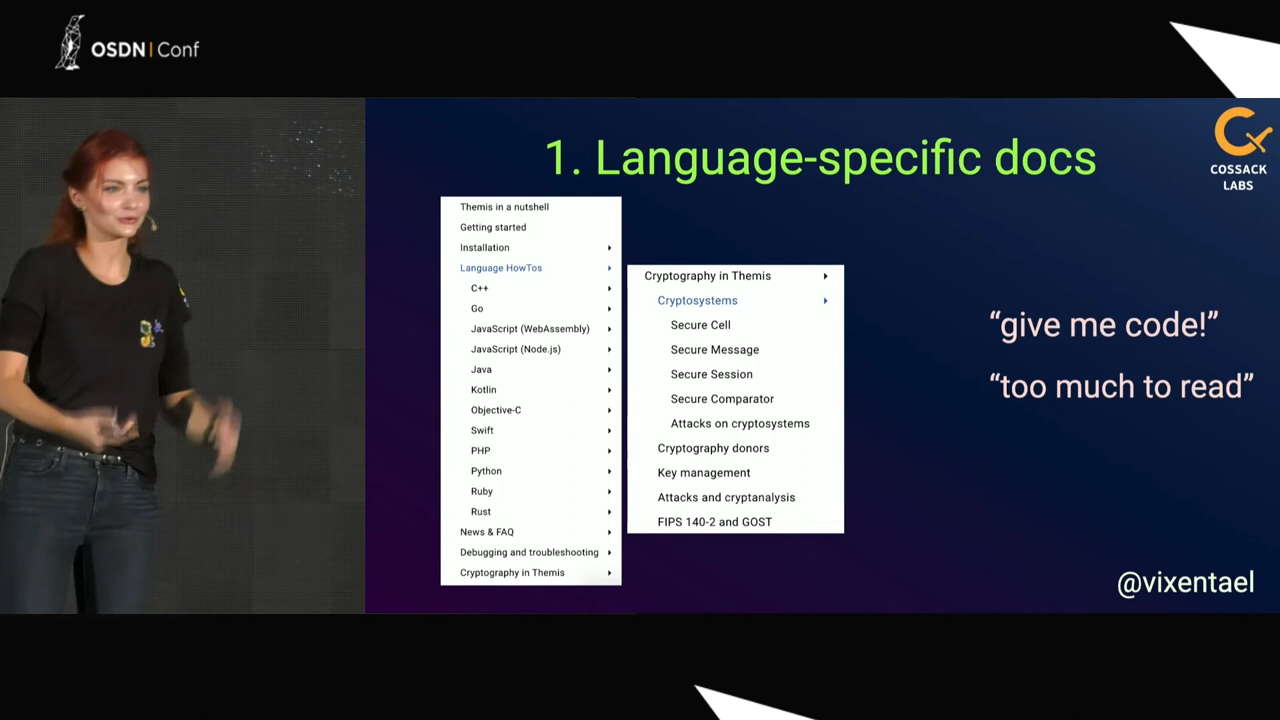 OSDN | Conf
1. Language-specific docs
COSSACK
LABS
Themis in a nutshell
Getting started
Installation
Language HowTos
C++
Go
JavaScript (WebAssembly)
JavaScript (Node.js)
Java
Kotlin
Objective-C
Swift
PHP
Python
Ruby
Rust
News & FAQ
Debugging and troubleshooting
Cryptography in Themis
Cryptography in Themis
Cryptosystems
Secure Cell
Secure Message
Secure Session
Secure Comparator
Attacks on cryptosystems
Cryptography donors
Key management
Attacks and cryptanalysis
FIPS 140-2 and GOST
“give me code!”
“too much to read”
@vixentael